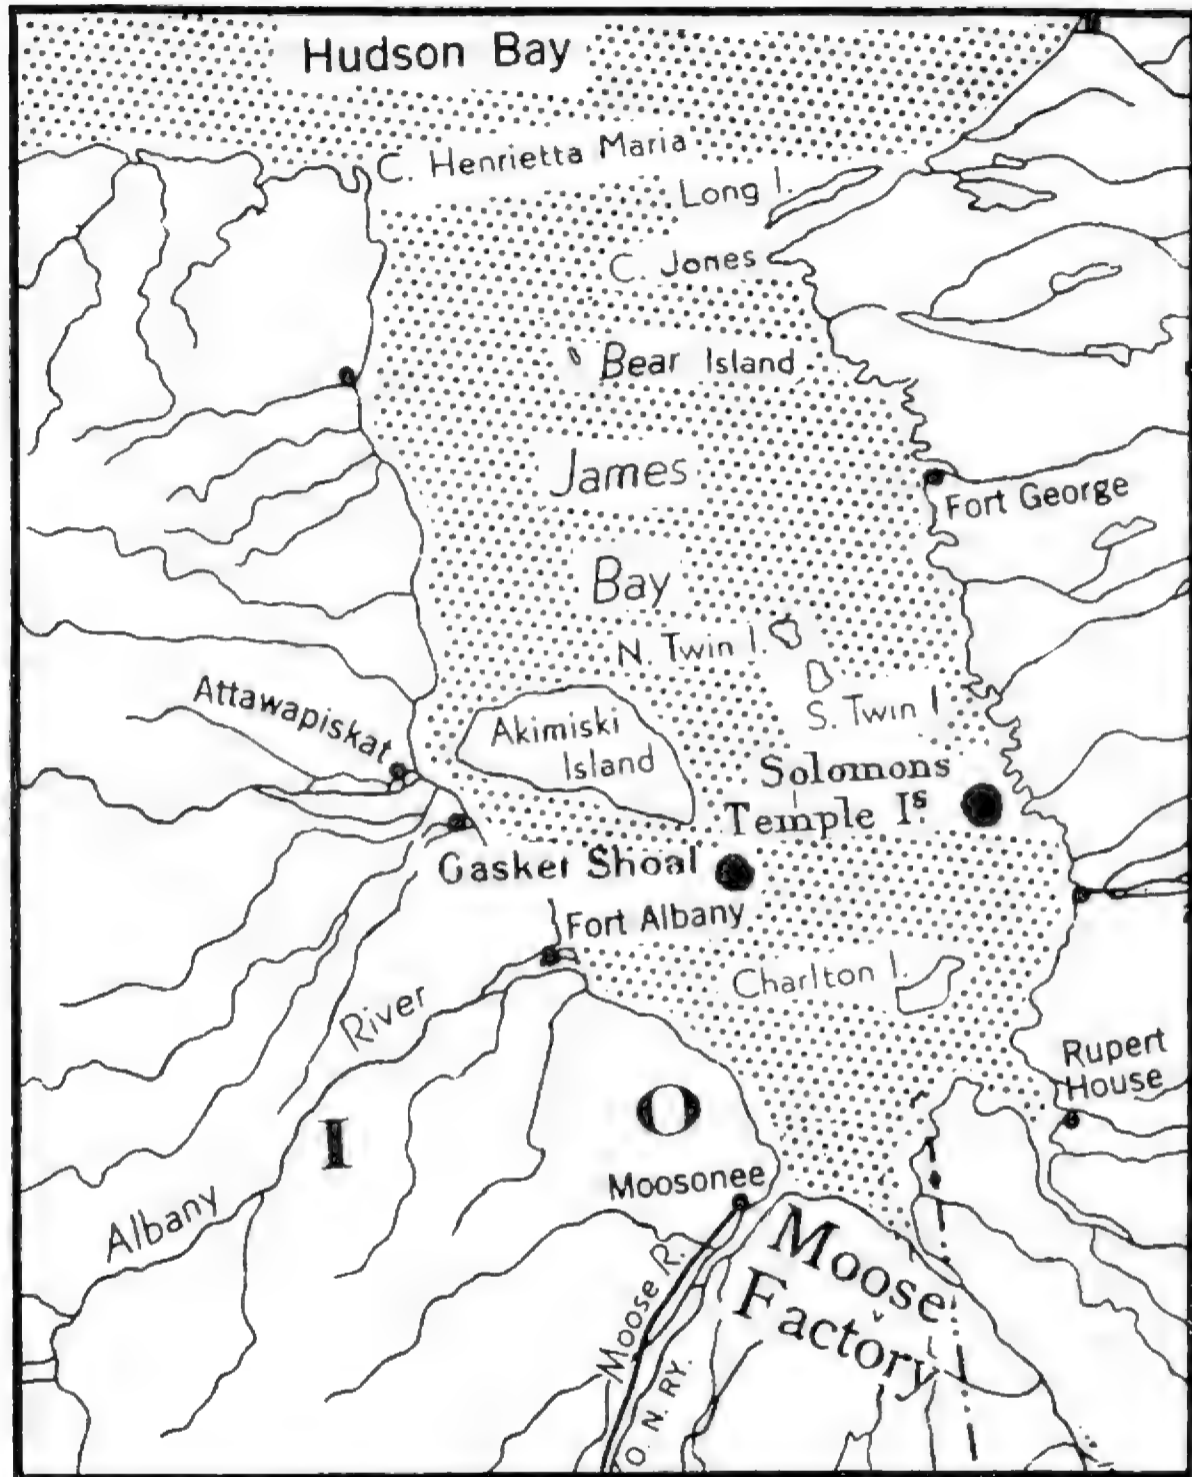 Hudson Bay
C. Henrietta Maria
Long I.
C. Jones
Bear Island
James
Bay
Fort George
N. Twin I.
S. Twin I
Attawapiskat
Akimiski
Island
Solomons
Temple Is
Gasket Shoal
Fort Albany
Charlton I.
River
Albany
Rupert
House
I
O
Moosonee
Moose
Factory
Moose R.
O. N. RY.